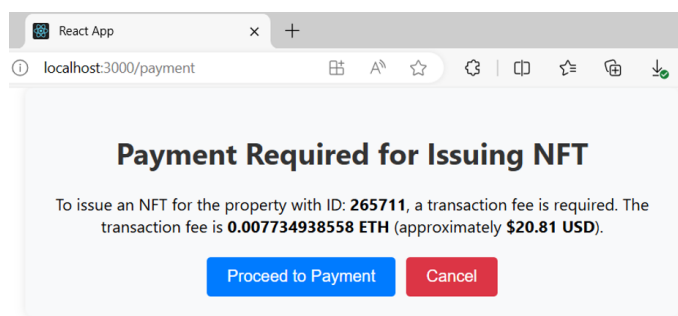 React App
localhost:3000/payment
Payment Required for Issuing NFT
To issue an NFT for the property with ID: 265711, a transaction fee is required. The
transaction fee is 0.007734938558 ETH (approximately $20.81 USD).
Proceed to Payment
Cancel